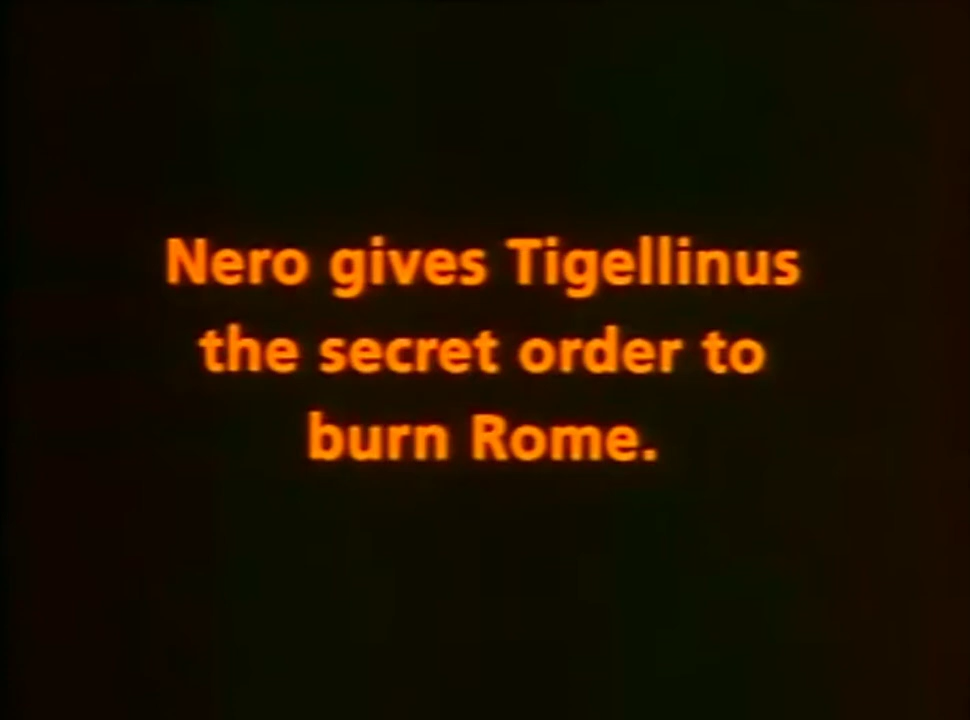 Nero gives Tigellinus
the secret order to
burn Rome.